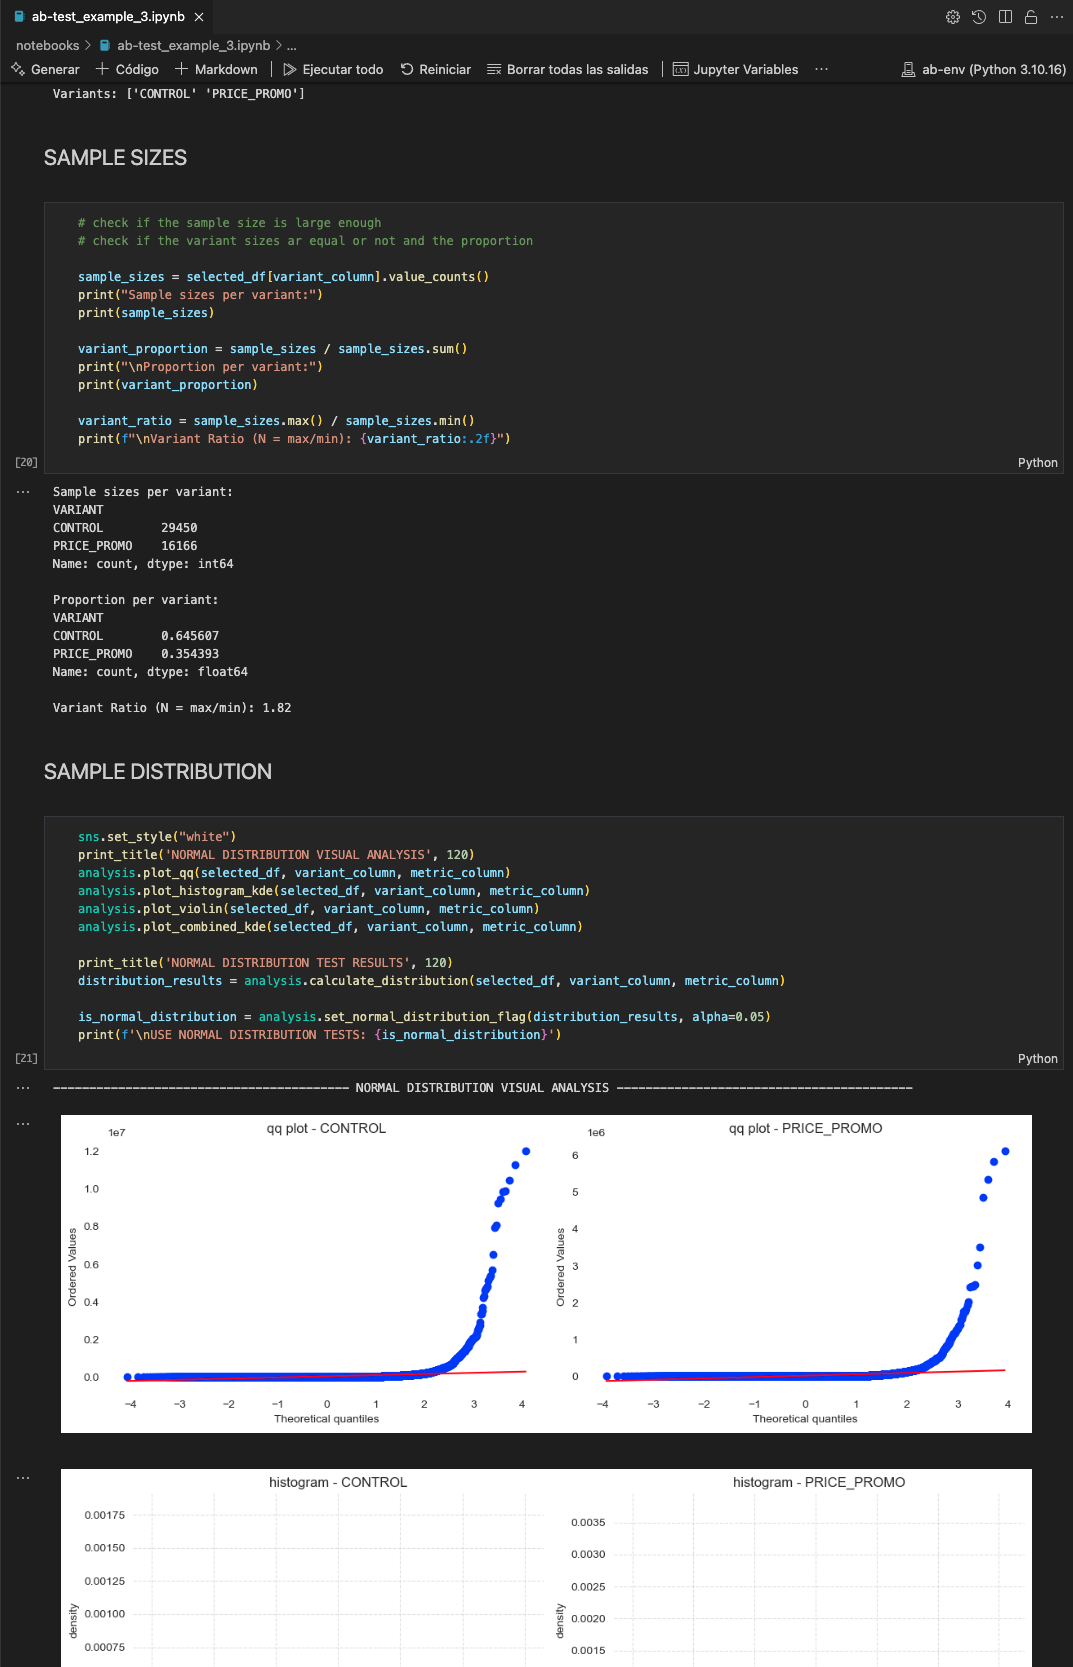 ab-test_example_3.ipynb
notebooks > ab-test_example_3.ipynb > ...
Generar + Código + Markdown | Ejecutar todo Reiniciar Borrar todas las salidas | Jupyter Variables ... ab-env (Python 3.10.16)
Variants: ['CONTROL' 'PRICE_PROMO']
SAMPLE SIZES
# check if the sample size is large enough
# check if the variant sizes ar equal or not and the proportion
sample_sizes = selected_df[variant_column].value_counts()
print("Sample sizes per variant:")
print(sample_sizes)
variant_proportion = sample_sizes / sample_sizes.sum()
print("\nProportion per variant:")
print(variant_proportion)
variant_ratio = sample_sizes.max() / sample_sizes.min()
print(f"\nVariant Ratio (N = max/min): {variant_ratio:.2f}")
[20]
Python
Sample sizes per variant:
VARIANT
CONTROL 29450
PRICE_PROMO 16166
Name: count, dtype: int64
Proportion per variant:
VARIANT
CONTROL 0.645607
PRICE_PROMO 0.354393
Name: count, dtype: float64
Variant Ratio (N = max/min): 1.82
SAMPLE DISTRIBUTION
sns.set_style("white")
print_title('NORMAL DISTRIBUTION VISUAL ANALYSIS', 120)
analysis.plot_qq(selected_df, variant_column, metric_column)
analysis.plot_histogram_kde(selected_df, variant_column, metric_column)
analysis.plot_violin(selected_df, variant_column, metric_column)
analysis.plot_combined_kde(selected_df, variant_column, metric_column)
print_title('NORMAL DISTRIBUTION TEST RESULTS', 120)
distribution_results = analysis.calculate_distribution(selected_df, variant_column, metric_column)
is_normal_distribution = analysis.set_normal_distribution_flag(distribution_results, alpha=0.05)
print(f'\nUSE NORMAL DISTRIBUTION TESTS: {is_normal_distribution}')
[21]
Python
----------------------------------------- NORMAL DISTRIBUTION VISUAL ANALYSIS -----------------------------------------
qq plot - CONTROL
1e7
1.2
1.0
0.8
0.6
0.4
0.2
0.0
Ordered Values
−4 −3 −2 −1 0 1 2 3 4
Theoretical quantiles
qq plot - PRICE_PROMO
1e6
6
5
4
3
2
1
0
Ordered Values
−4 −3 −2 −1 0 1 2 3 4
Theoretical quantiles
histogram - CONTROL
0.00175
0.00150
0.00125
0.00100
0.00075
density
histogram - PRICE_PROMO
0.0035
0.0030
0.0025
0.0020
0.0015
density